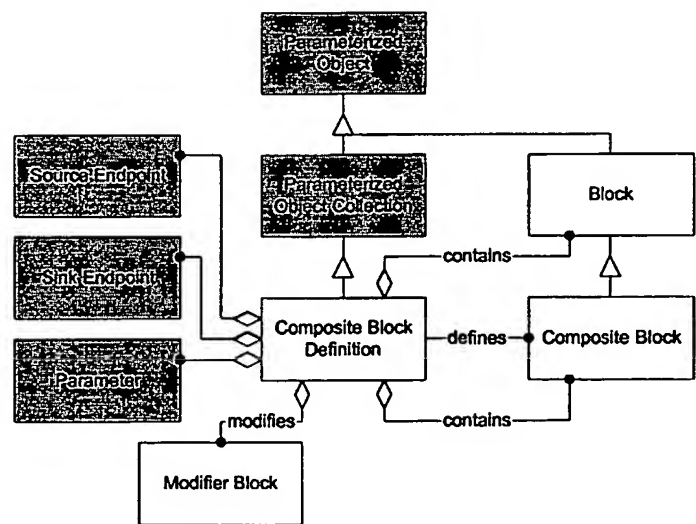 Parameterized
Object
Source Endpoint
Parameterized
Object Collection
Block
Sink Endpoint
contains
Composite Block
Definition
defines
Composite Block
Parameter
modifies
contains
Modifier Block